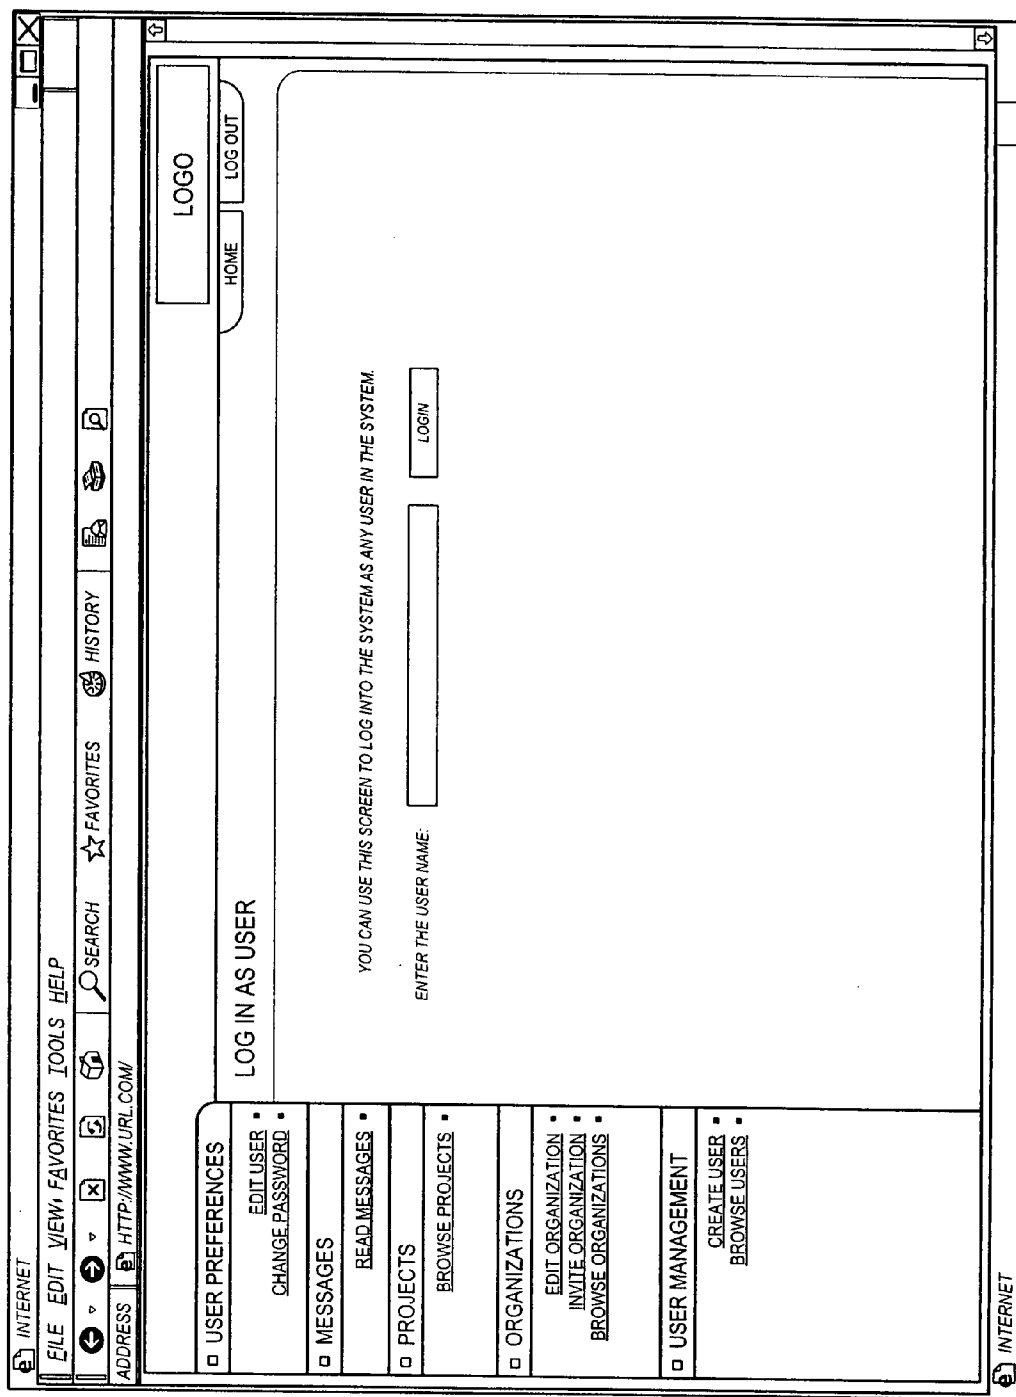 INTERNET
FILE EDIT VIEW FAVORITES TOOLS HELP
SEARCH FAVORITES HISTORY
ADDRESS HTTP://WWW.URL.COM/
LOGO
HOME LOG OUT
USER PREFERENCES
EDIT USER
CHANGE PASSWORD
MESSAGES
READ MESSAGES
PROJECTS
BROWSE PROJECTS
ORGANIZATIONS
EDIT ORGANIZATION
INVITE ORGANIZATION
BROWSE ORGANIZATIONS
USER MANAGEMENT
CREATE USER
BROWSE USERS
LOG IN AS USER
YOU CAN USE THIS SCREEN TO LOG INTO THE SYSTEM AS ANY USER IN THE SYSTEM.
ENTER THE USER NAME: LOGIN
INTERNET